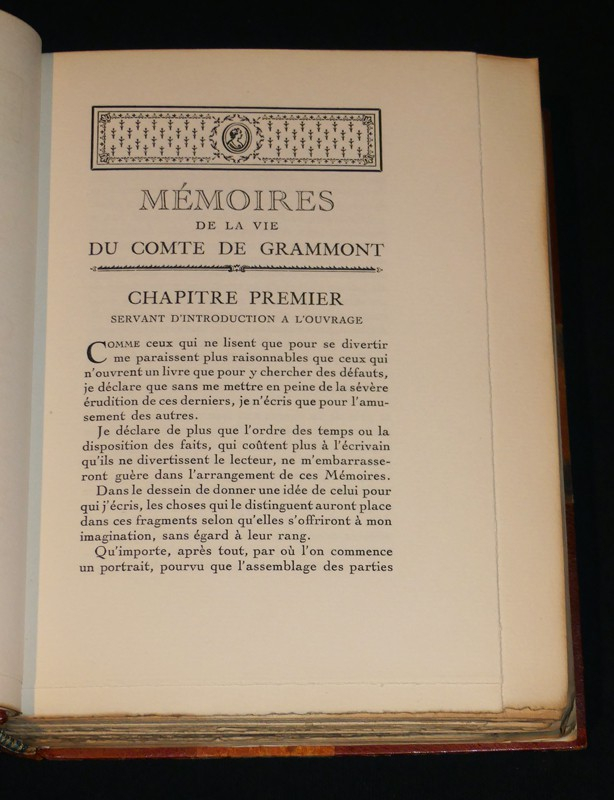 MÉMOIRES
DE LA VIE
DU COMTE DE GRAMMONT
CHAPITRE PREMIER
SERVANT D'INTRODUCTION A L'OUVRAGE
COMME ceux qui ne lisent que pour se divertir
me paraissent plus raisonnables que ceux qui
n'ouvrent un livre que pour y chercher des défauts,
je déclare que sans me mettre en peine de la sévère
érudition de ces derniers, je n'écris que pour l'amu-
sement des autres.
Je déclare de plus que l'ordre des temps ou la
disposition des faits, qui coûtent plus à l'écrivain
qu'ils ne divertissent le lecteur, ne m'embarrasse-
ront guère dans l'arrangement de ces Mémoires.
Dans le dessein de donner une idée de celui pour
qui j'écris, les choses qui le distinguent auront place
dans ces fragments selon qu'elles s'offriront à mon
imagination, sans égard à leur rang.
Qu'importe, après tout, par où l'on commence
un portrait, pourvu que l'assemblage des parties